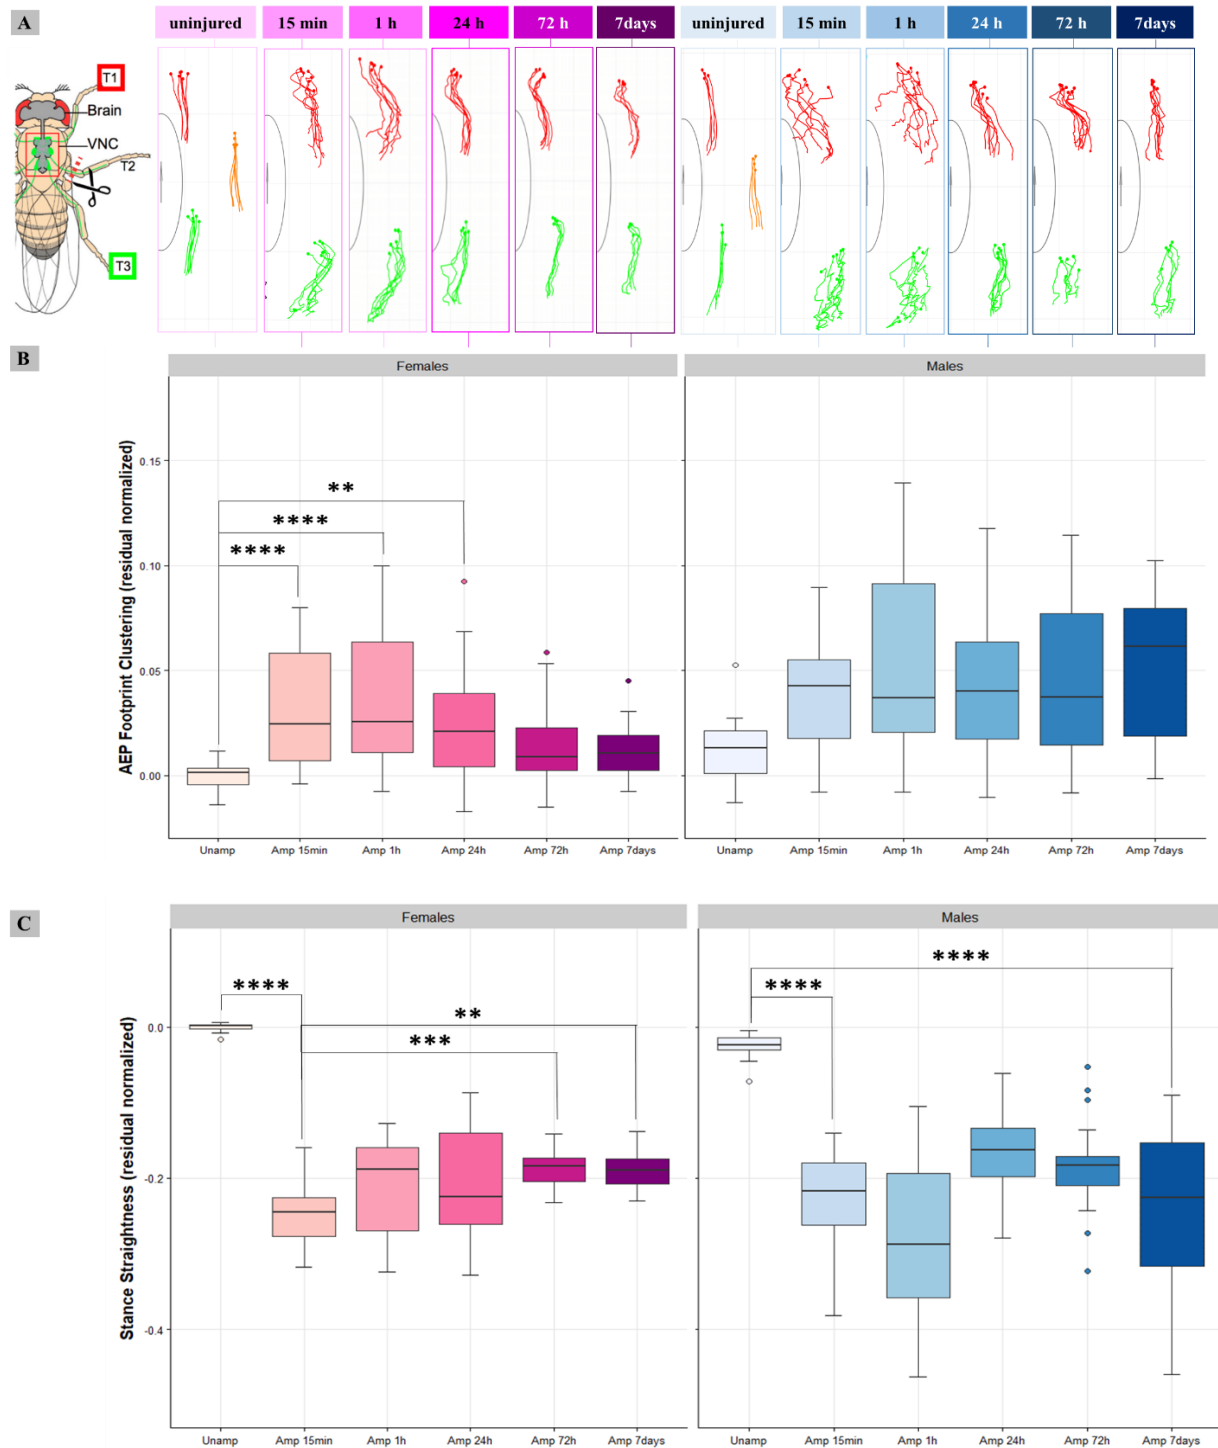 A
uninjured 15 min 1 h 24 h 72 h 7days uninjured 15 min 1 h 24 h 72 h 7days
T1
Brain
VNC
T2
T3
B
Females Males
AEP Footprint Clustering (residual normalized)
0.15
0.10
0.05
0.00
**
****
****
Unamp Amp 15min Amp 1h Amp 24h Amp 72h Amp 7days Unamp Amp 15min Amp 1h Amp 24h Amp 72h Amp 7days
C
Females Males
Stance Straightness (residual normalized)
0.0
-0.2
-0.4
****
**
***
****
****
Unamp Amp 15min Amp 1h Amp 24h Amp 72h Amp 7days Unamp Amp 15min Amp 1h Amp 24h Amp 72h Amp 7days